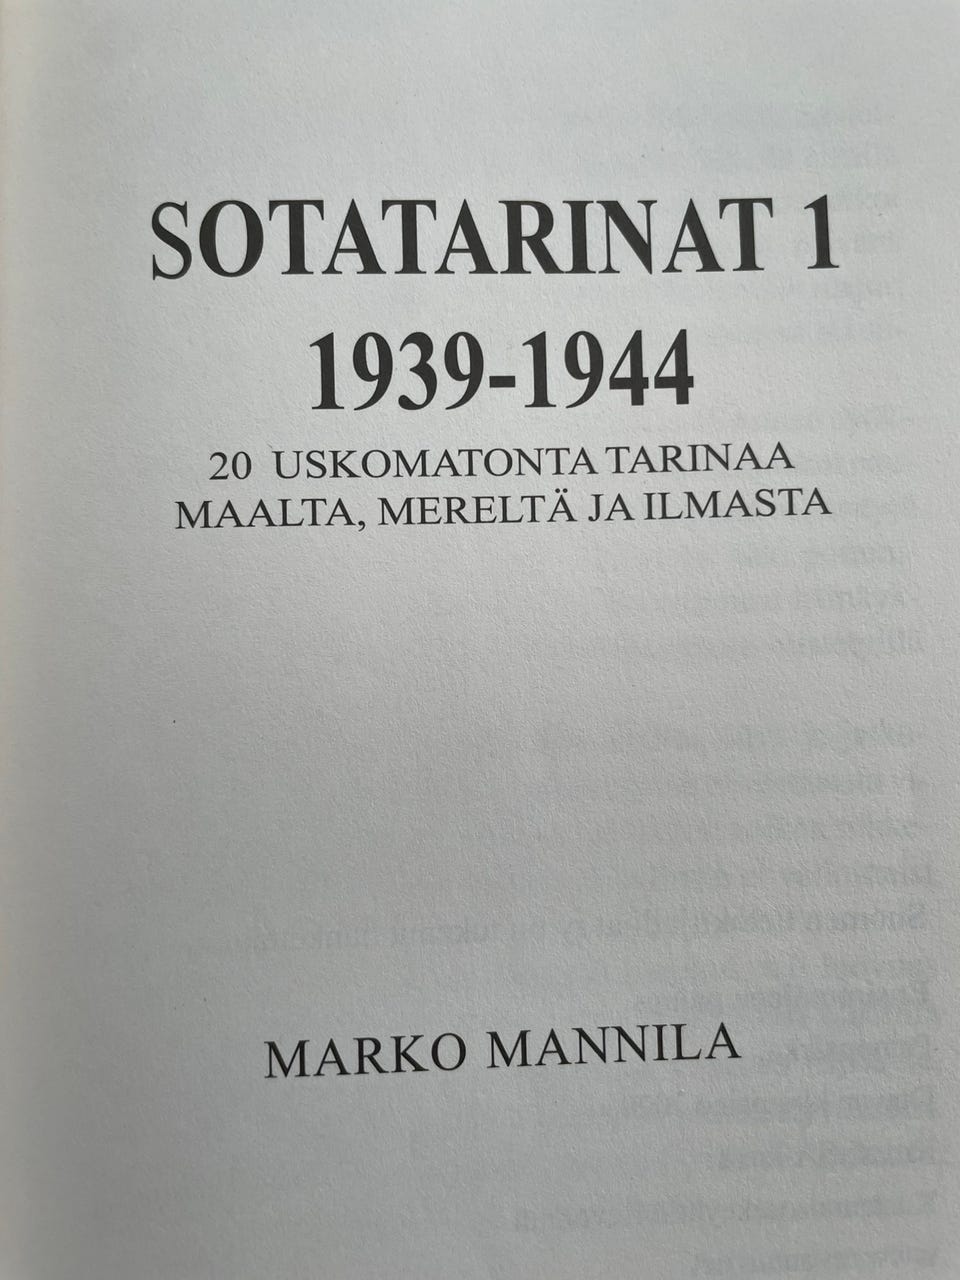 SOTATARINAT 1
1939-1944
20 USKOMATONTA TARINAA
MAALTA, MERELTÄ JA ILMASTA
MARKO MANNILA